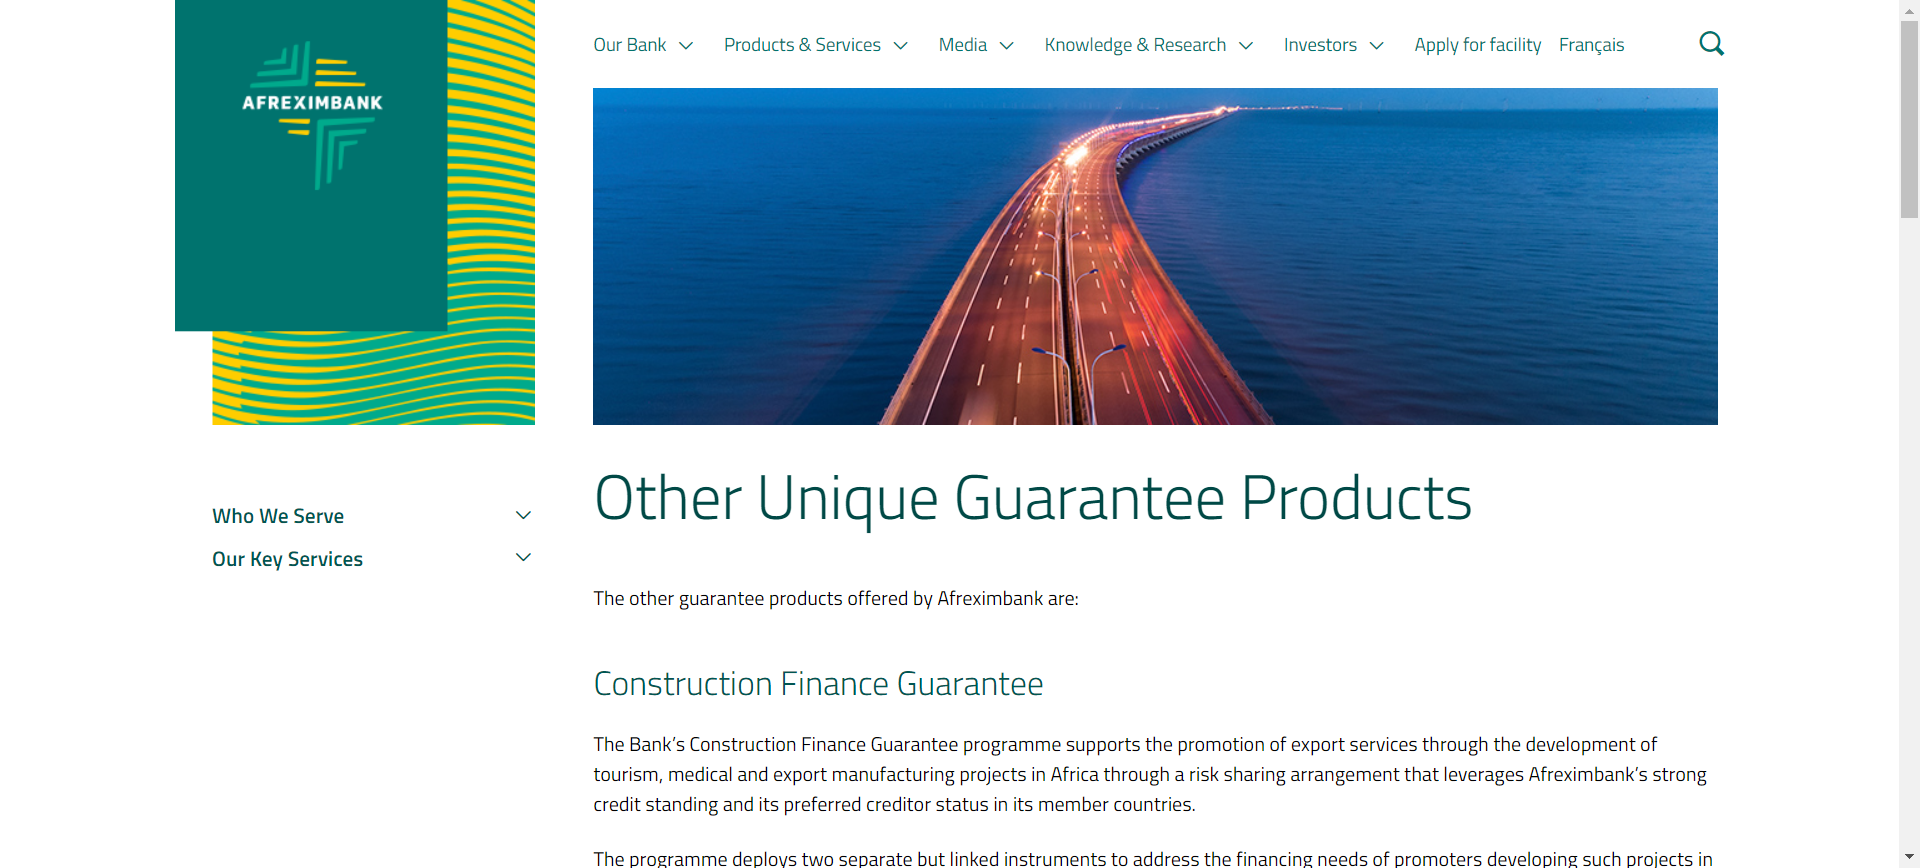 AFREXIMBANK
Our Bank
Products & Services
Media
Knowledge & Research
Investors
Apply for facility
Français
Who We Serve
Our Key Services
Other Unique Guarantee Products
The other guarantee products offered by Afreximbank are:
Construction Finance Guarantee
The Bank’s Construction Finance Guarantee programme supports the promotion of export services through the development of
tourism, medical and export manufacturing projects in Africa through a risk sharing arrangement that leverages Afreximbank’s strong
credit standing and its preferred creditor status in its member countries.
The programme deploys two separate but linked instruments to address the financing needs of promoters developing such projects in